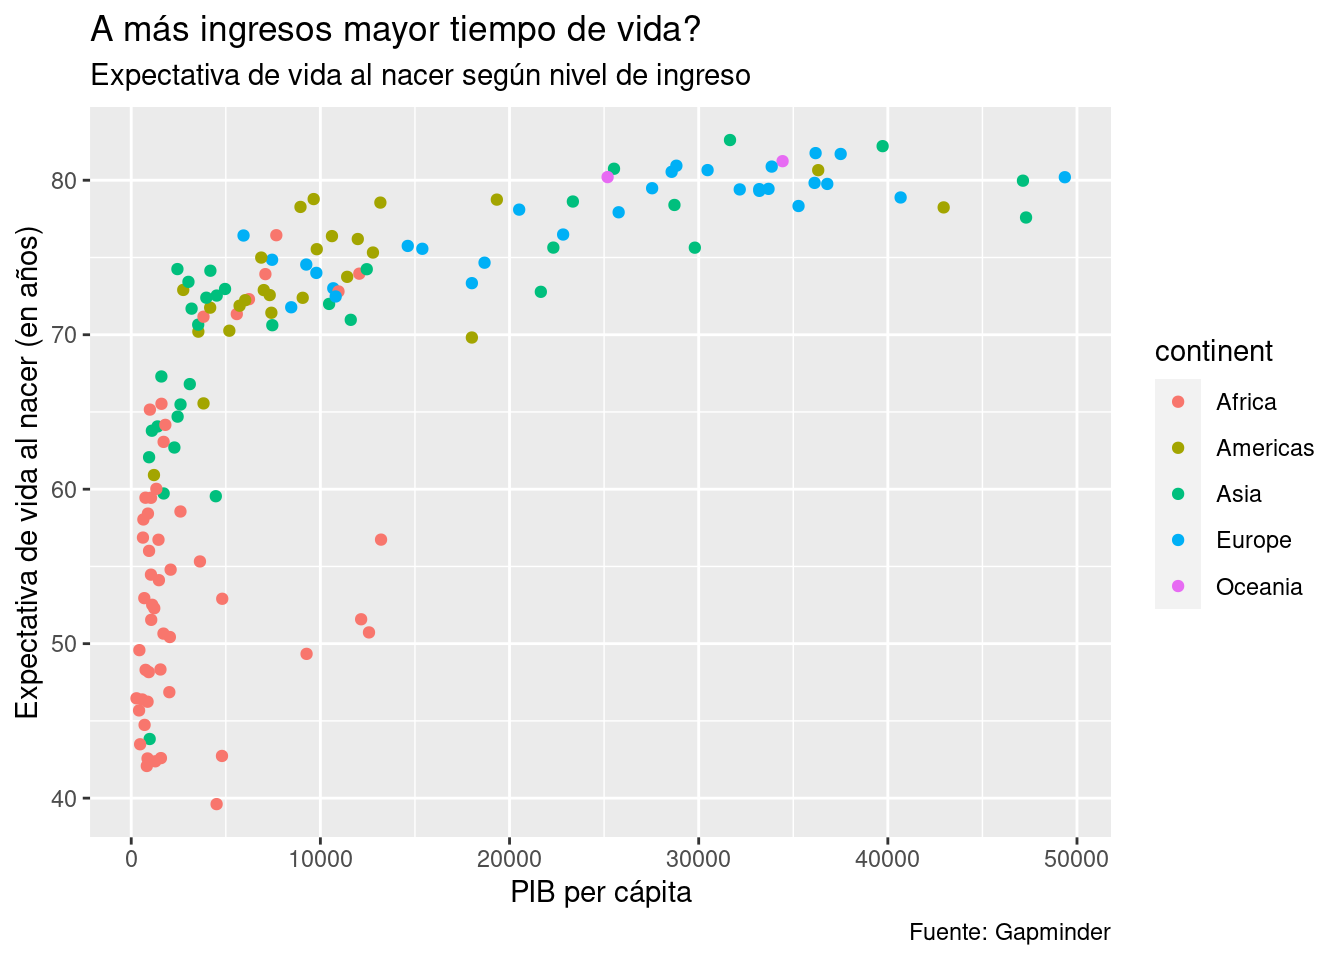 A más ingresos mayor tiempo de vida?
Expectativa de vida al nacer según nivel de ingreso
Expectativa de vida al nacer (en años)
80
70
60
50
40
0 10000 20000 30000 40000 50000
PIB per cápita
continent
Africa
Americas
Asia
Europe
Oceania
Fuente: Gapminder